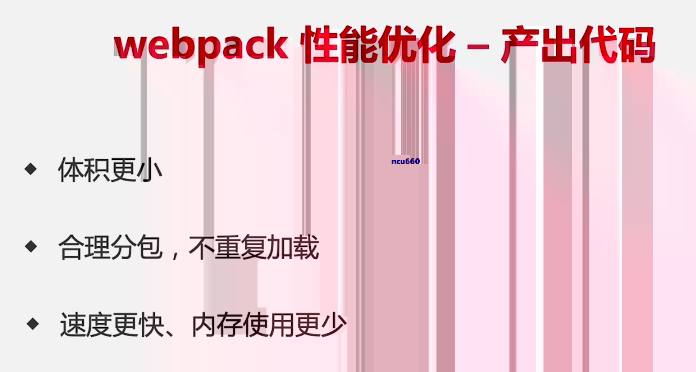 webpack 性能优化 – 产出代码
ncu660
体积更小
合理分包，不重复加载
速度更快、内存使用更少